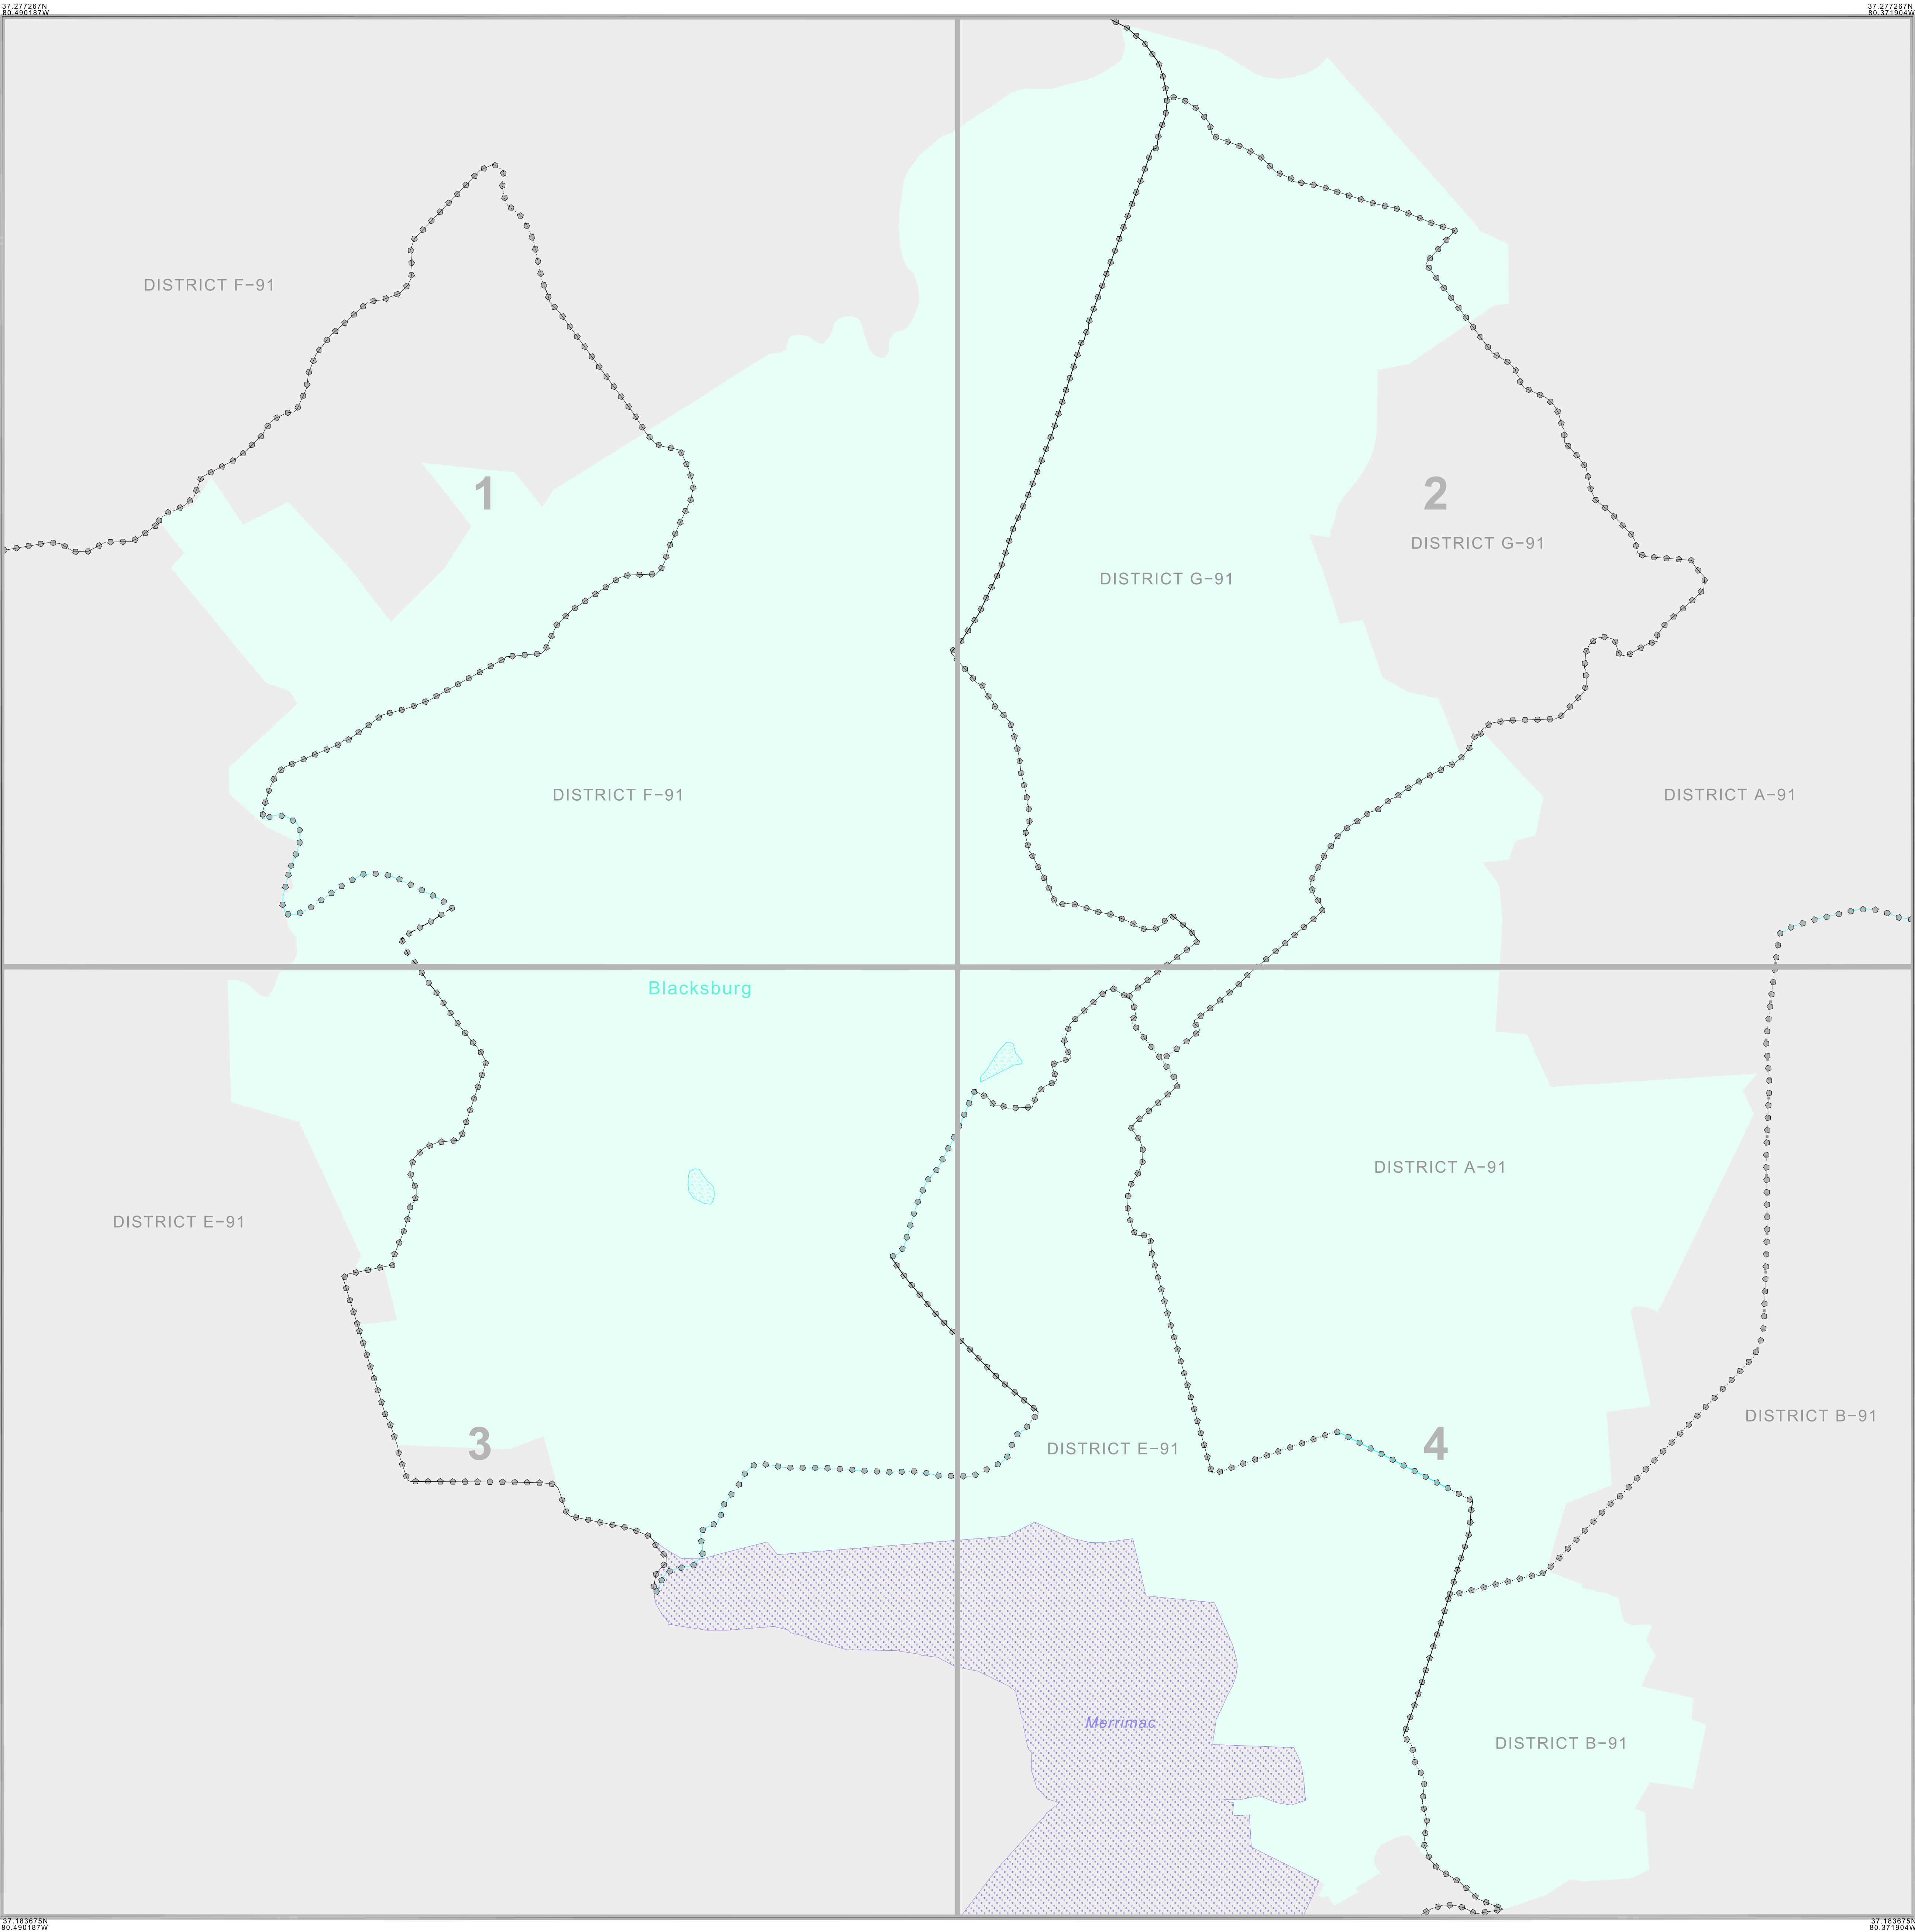 37.277267N
80.490187W
37.277267N
80.371904W
DISTRICT F-91
1
2
DISTRICT G-91
DISTRICT G-91
DISTRICT F-91
DISTRICT A-91
Blacksburg
DISTRICT A-91
DISTRICT E-91
DISTRICT B-91
3
4
DISTRICT E-91
Merrimac
DISTRICT B-91
37.183675N
80.490187W
37.183675N
80.371904W